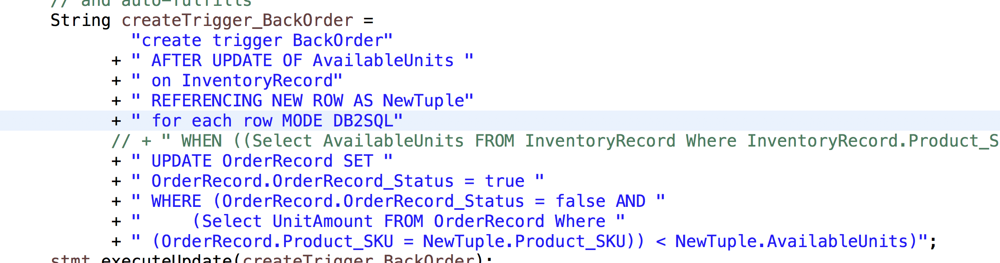 // and auto-fulfills
String createTrigger_BackOrder =
"create trigger BackOrder"
+ " AFTER UPDATE OF AvailableUnits "
+ " on InventoryRecord"
+ " REFERENCING NEW ROW AS NewTuple"
+ " for each row MODE DB2SQL"
// + " WHEN ((Select AvailableUnits FROM InventoryRecord Where InventoryRecord.Product_S
+ " UPDATE OrderRecord SET "
+ " OrderRecord.OrderRecord_Status = true "
+ " WHERE (OrderRecord.OrderRecord_Status = false AND "
+ "     (Select UnitAmount FROM OrderRecord Where "
+ " (OrderRecord.Product_SKU = NewTuple.Product_SKU)) < NewTuple.AvailableUnits)";
stmt.executeUpdate(createTrigger_BackOrder);